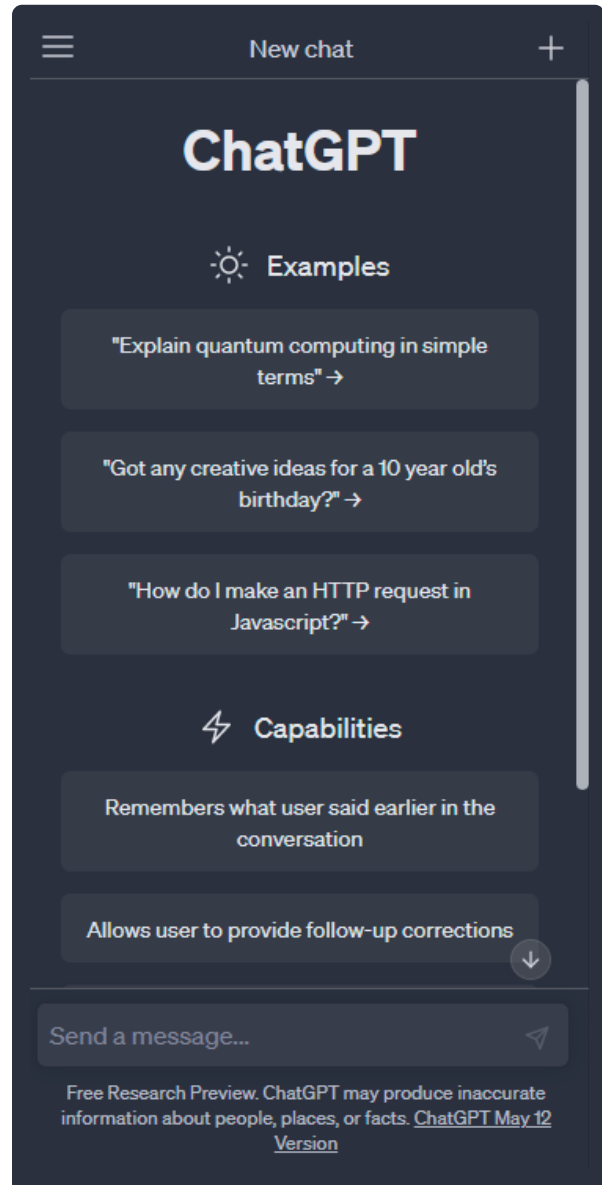 New chat
ChatGPT
Examples
"Explain quantum computing in simple
terms" →
"Got any creative ideas for a 10 year old's
birthday?" →
"How do I make an HTTP request in
Javascript?" →
Capabilities
Remembers what user said earlier in the
conversation
Allows user to provide follow-up corrections
Send a message...
Free Research Preview. ChatGPT may produce inaccurate
information about people, places, or facts. ChatGPT May 12
Version